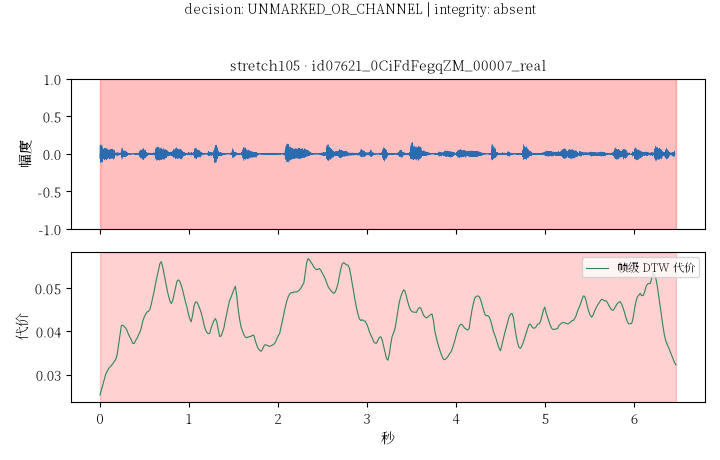 decision: UNMARKED_OR_CHANNEL | integrity: absent
stretch105 · id07621_0CiFdFegqZM_00007_real
1.0
0.5
0.0
-0.5
-1.0
幅度
帧级 DTW 代价
0.05
0.04
0.03
代价
0 1 2 3 4 5 6
秒